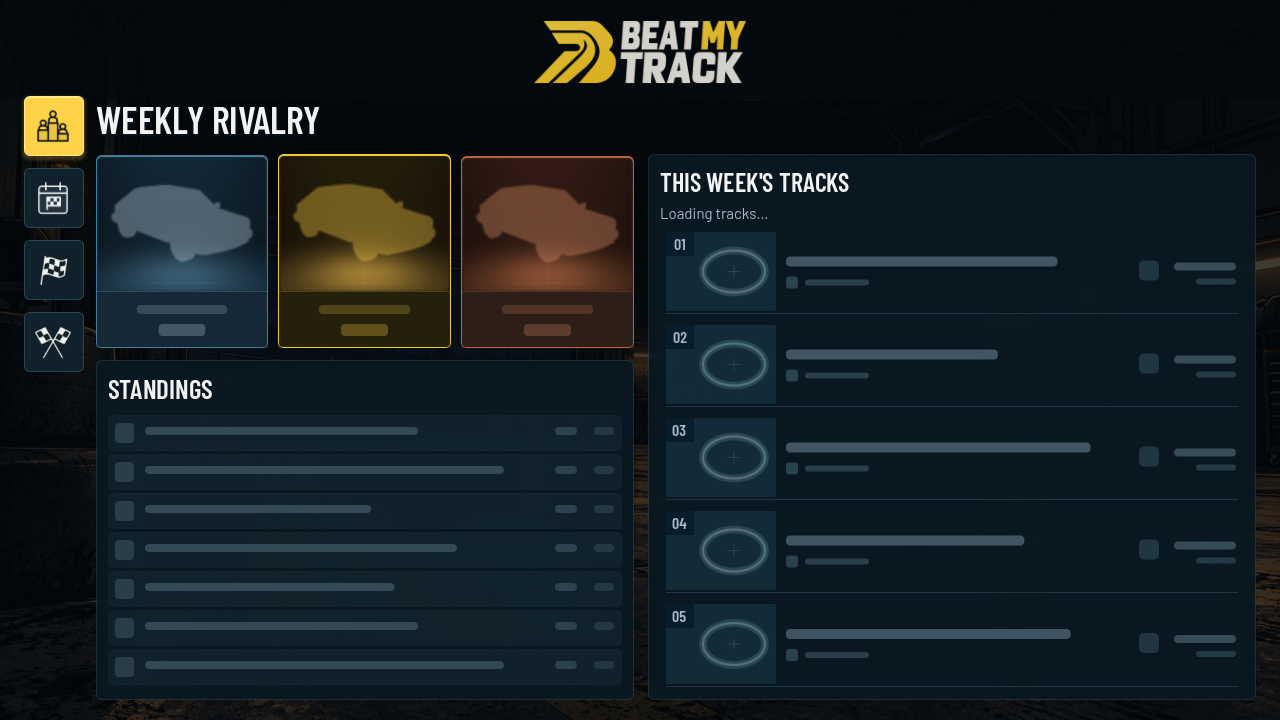 BEAT MY
TRACK
WEEKLY RIVALRY
THIS WEEK'S TRACKS
Loading tracks...
01
02
03
04
05
STANDINGS